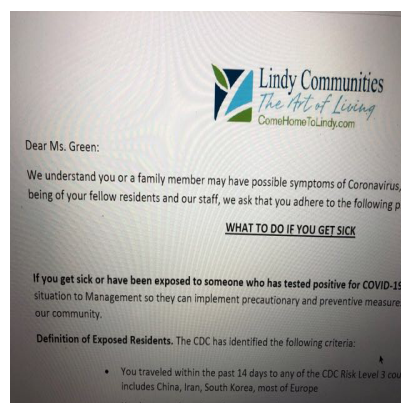 Lindy Communities
The Art of Living
ComeHomeToLindy.com
Dear Ms. Green:
We understand you or a family member may have possible symptoms of Coronavirus,
being of your fellow residents and our staff, we ask that you adhere to the following p
WHAT TO DO IF YOU GET SICK
If you get sick or have been exposed to someone who has tested positive for COVID-19
situation to Management so they can implement precautionary and preventive measure
our community.
Definition of Exposed Residents. The CDC has identified the following criteria:
• You traveled within the past 14 days to any of the CDC Risk Level 3 cou
includes China, Iran, South Korea, most of Europe